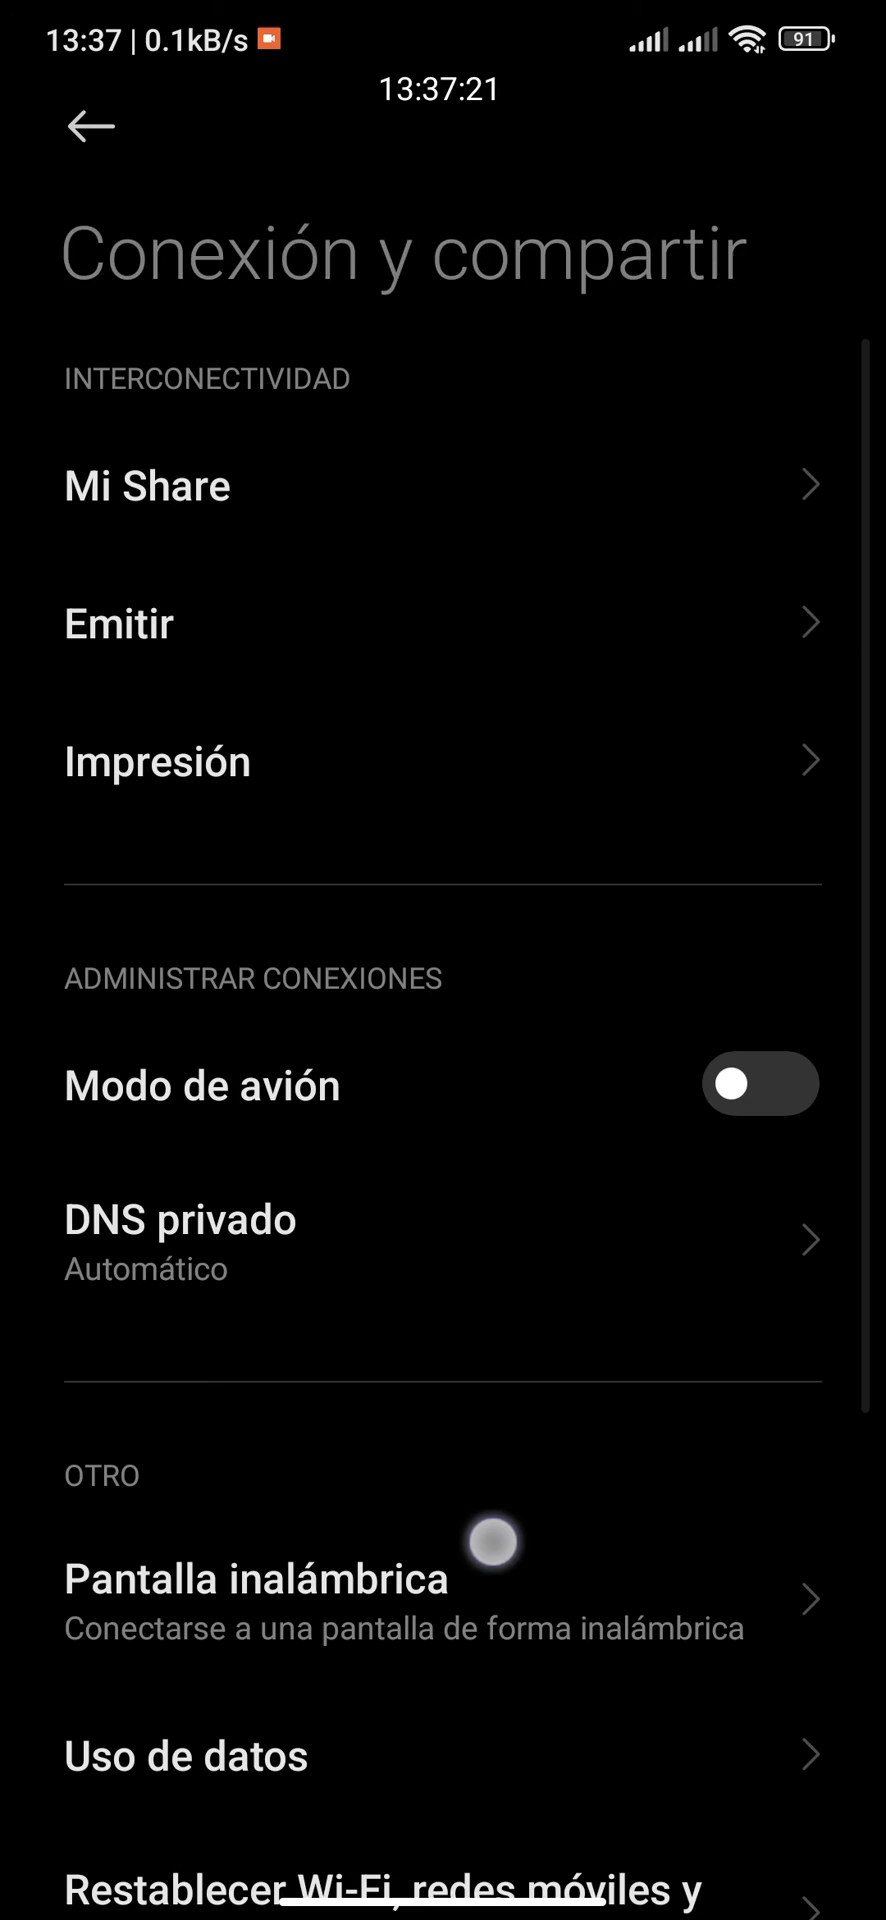 13:37 | 0.1kB/s 91
13:37:21
Conexión y compartir
INTERCONECTIVIDAD
Mi Share
Emitir
Impresión
ADMINISTRAR CONEXIONES
Modo de avión
DNS privado
Automático
OTRO
Pantalla inalámbrica
Conectarse a una pantalla de forma inalámbrica
Uso de datos
Restablecer Wi-Fi, redes móviles y